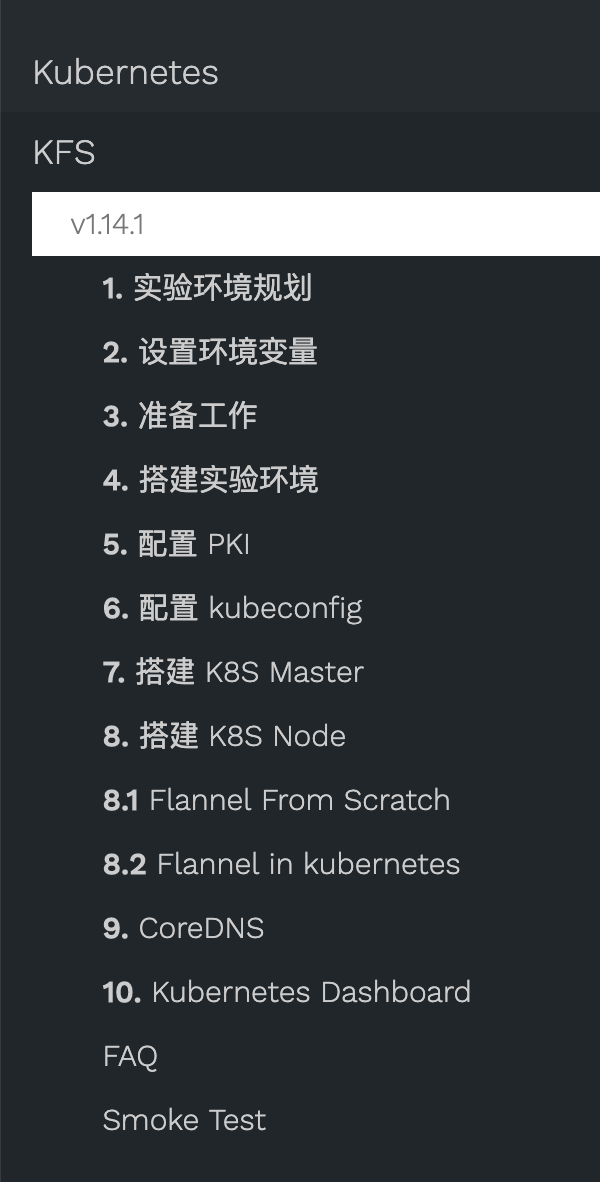 Kubernetes
KFS
v1.14.1
1. 实验环境规划
2. 设置环境变量
3. 准备工作
4. 搭建实验环境
5. 配置 PKI
6. 配置 kubeconfig
7. 搭建 K8S Master
8. 搭建 K8S Node
8.1 Flannel From Scratch
8.2 Flannel in kubernetes
9. CoreDNS
10. Kubernetes Dashboard
FAQ
Smoke Test